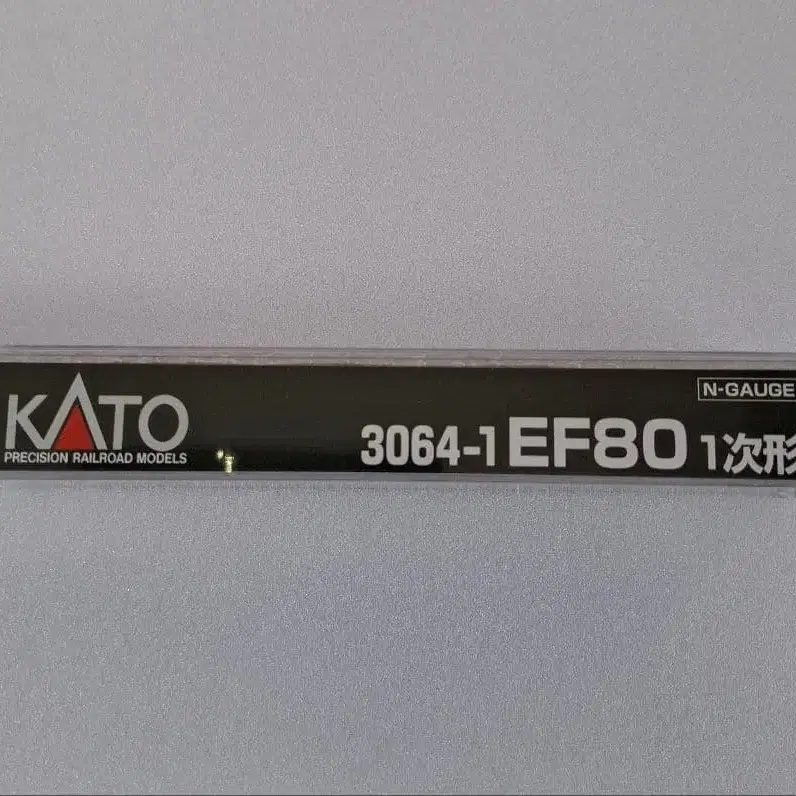 KATO
PRECISION RAILROAD MODELS
N-GAUGE
3064-1 EF80 1次形